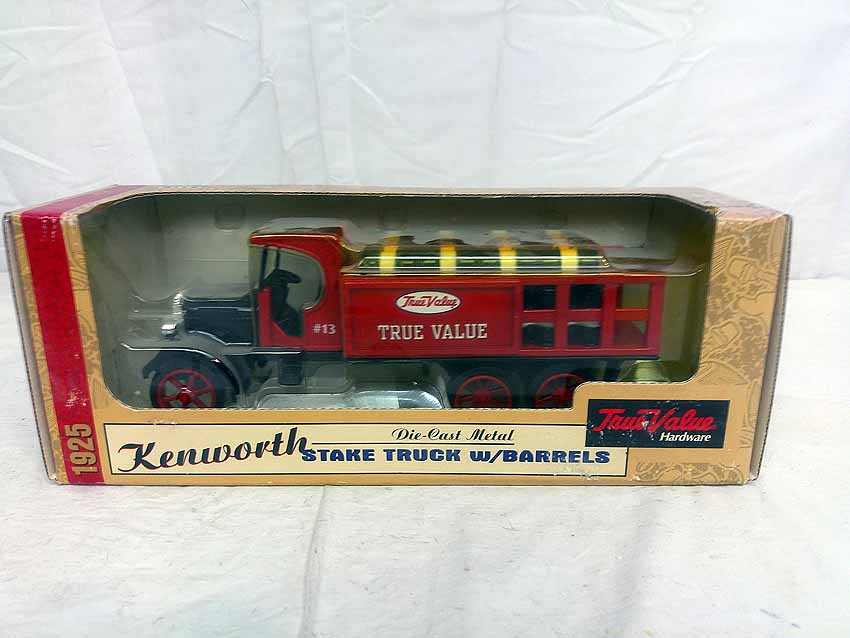 True Value
TRUE VALUE
#13
1925
Kenworth
Die-Cast Metal
STAKE TRUCK W/BARRELS
True Value
Hardware